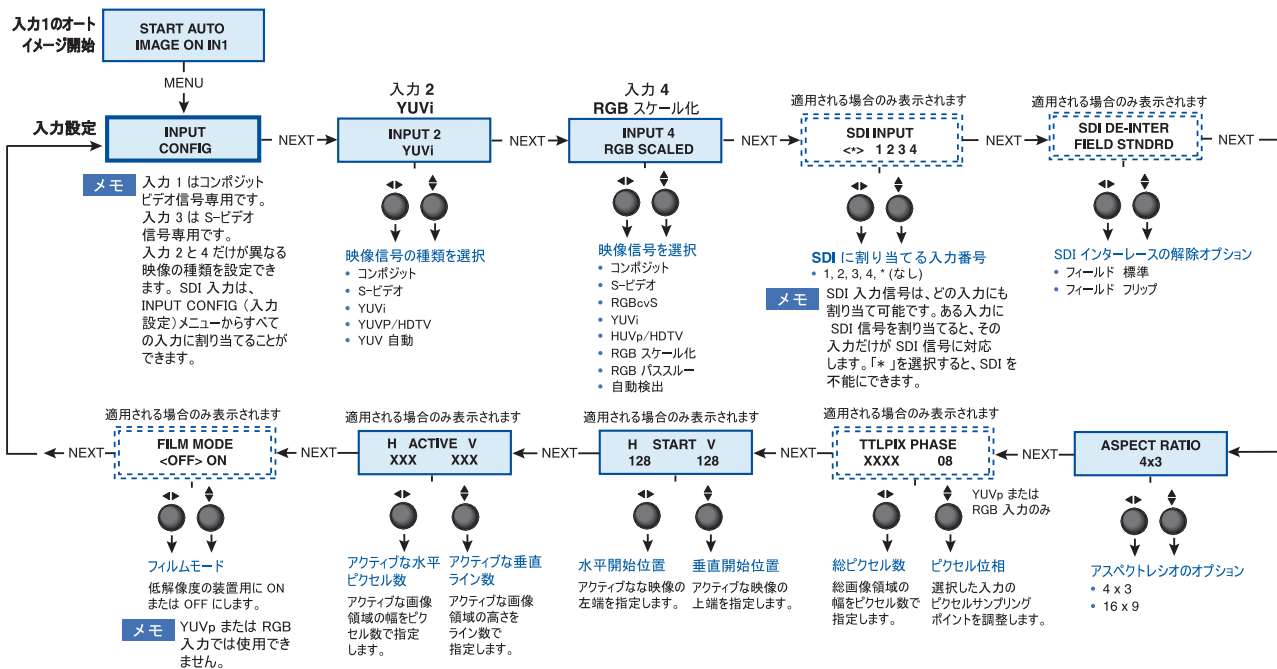 入力1のオート
イメージ開始
START AUTO
IMAGE ON IN1
MENU
入力設定
INPUT
CONFIG
NEXT
メモ
入力 1 はコンポジット
ビデオ信号専用です。
入力 3 は S-ビデオ
信号専用です。
入力 2 と 4 だけが異なる
映像の種類を設定でき
ます。 SDI 入力は、
INPUT CONFIG (入力
設定)メニューからすべて
の入力に割り当てることが
できます。
入力 2
YUVi
INPUT 2
YUVi
NEXT
映像信号の種類を選択
• コンポジット
• S-ビデオ
• YUVi
• YUVP/HDTV
• YUV 自動
入力 4
RGB スケール化
INPUT 4
RGB SCALED
NEXT
映像信号を選択
• コンポジット
• S-ビデオ
• RGBcvS
• YUVi
• HUVp/HDTV
• RGB スケール化
• RGB パススルー
• 自動検出
適用される場合のみ表示されます
SDI INPUT
<*> 1 2 3 4
NEXT
SDI に割り当てる入力番号
• 1, 2, 3, 4, * (なし)
メモ
SDI 入力信号は、どの入力にも
割り当て可能です。ある入力に
SDI 信号を割り当てると、その
入力だけが SDI 信号に対応
します。「* 」を選択すると、SDI を
不能にできます。
適用される場合のみ表示されます
SDI DE-INTER
FIELD STNDRD
NEXT
SDI インターレースの解除オプション
• フィールド 標準
• フィールド フリップ
適用される場合のみ表示されます
FILM MODE
<OFF> ON
NEXT
フィルムモード
低解像度の装置用に ON
または OFF にします。
メモ
YUVp または RGB
入力では使用でき
ません。
適用される場合のみ表示されます
H ACTIVE V
XXX XXX
NEXT
アクティブな水平
ピクセル数
アクティブな画像
領域の幅をピク
セル数で指定
します。
アクティブな垂直
ライン数
アクティブな画像
領域の高さを
ライン数で
指定します。
適用される場合のみ表示されます
H START V
128 128
NEXT
水平開始位置
アクティブなな映像の
左端を指定します。
垂直開始位置
アクティブな映像の
上端を指定します。
適用される場合のみ表示されます
TTLPIX PHASE
XXXX 08
NEXT
YUVp または
RGB 入力のみ
総ピクセル数
総画像領域の
幅をピクセル数で
指定します。
ピクセル位相
選択した入力の
ピクセルサンプリング
ポイントを調整します。
ASPECT RATIO
4x3
NEXT
アスペクトレシオのオプション
• 4 x 3
• 16 x 9